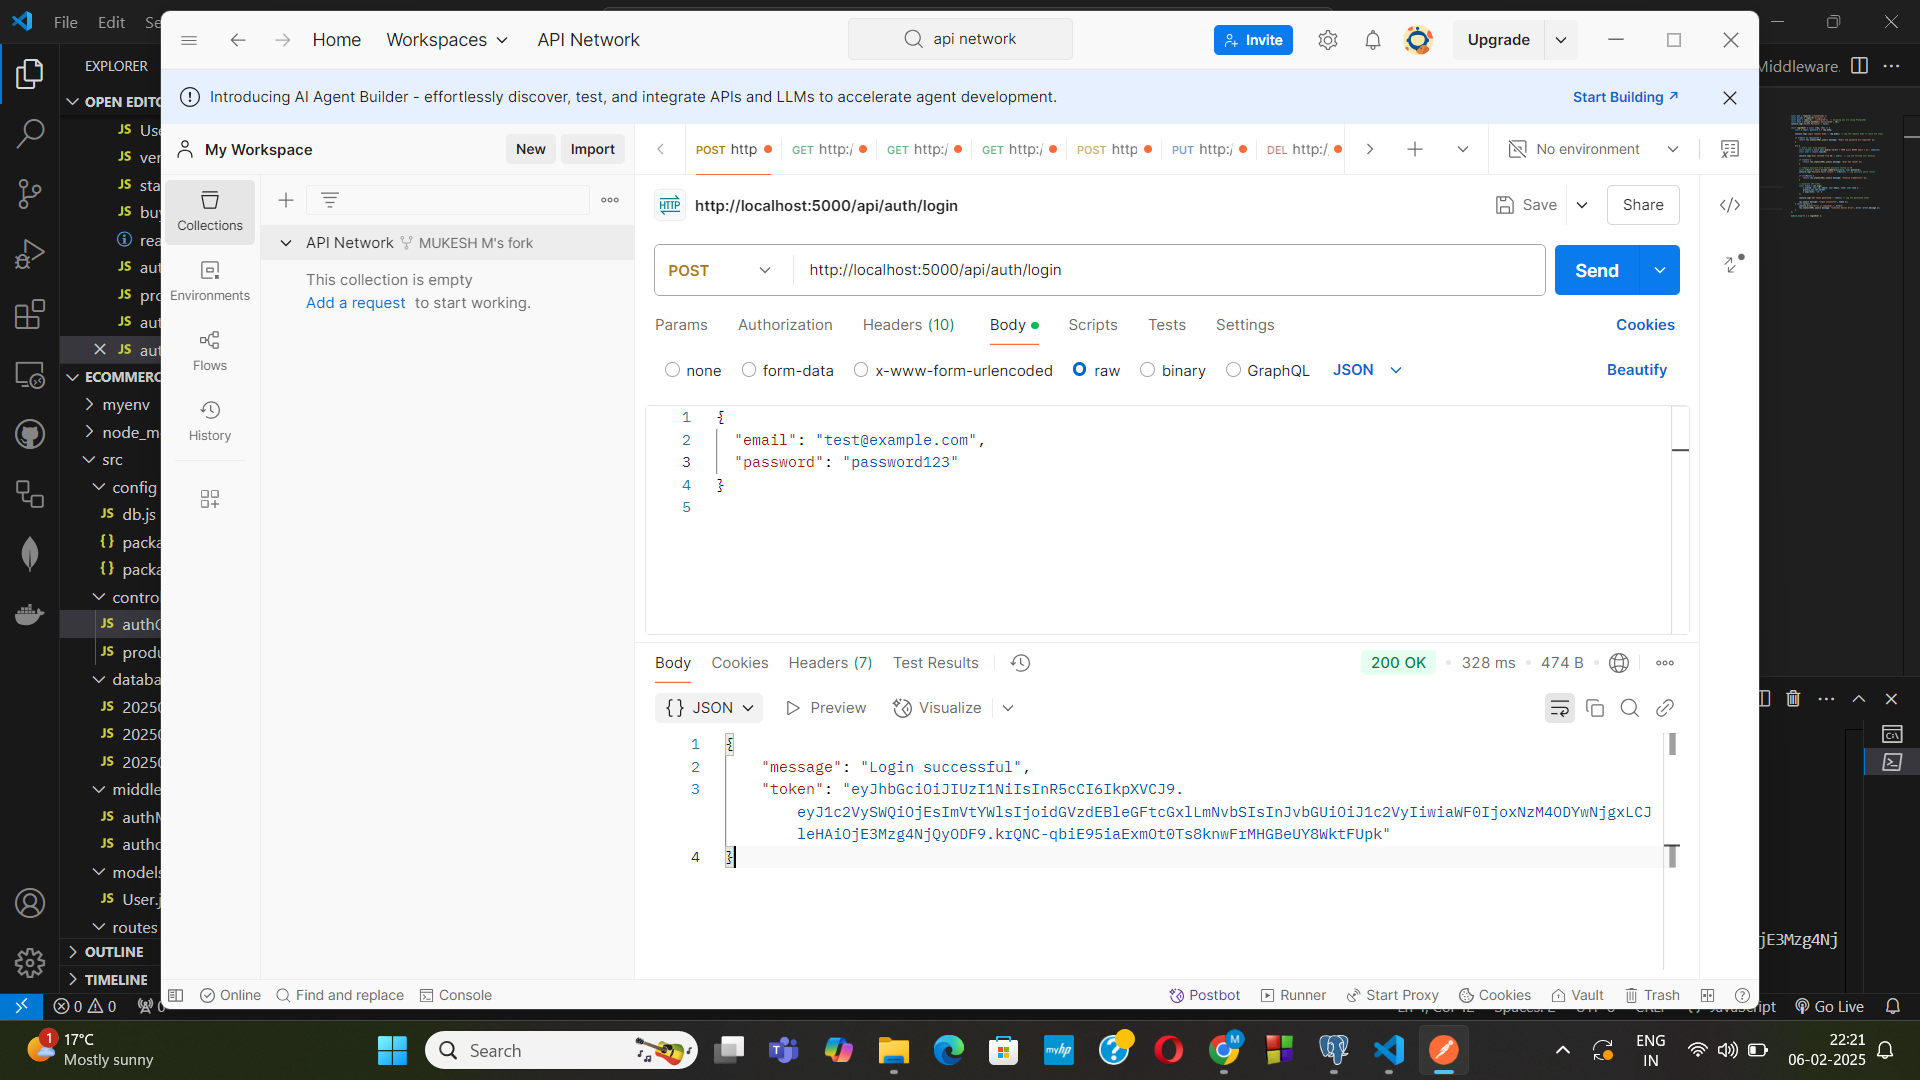 File Edit Se
Home Workspaces API Network
api network
Invite
Upgrade
Introducing AI Agent Builder - effortlessly discover, test, and integrate APIs and LLMs to accelerate agent development.
Start Building
EXPLORER
OPEN EDITO
JS Use
JS ver
JS sta
JS buy
rea
JS aut
JS pro
JS aut
JS aut
ECOMMERC
myenv
node_m
src
config
JS db.js
{} packa
{} packa
contro
JS authC
JS produ
databa
JS 20250
JS 20250
JS 20250
middle
JS authM
JS autho
models
JS User.j
routes
OUTLINE
TIMELINE
0 0
My Workspace
New Import
Collections
Environments
Flows
History
API Network MUKESH M's fork
This collection is empty
Add a request to start working.
POST http GET http:/ GET http:/ GET http:/ POST http PUT http:/ DEL http:/
No environment
Middleware.
HTTP http://localhost:5000/api/auth/login
Save Share
POST http://localhost:5000/api/auth/login
Send
Params Authorization Headers (10) Body Scripts Tests Settings
Cookies
none form-data x-www-form-urlencoded raw binary GraphQL JSON
Beautify
1 {
2 "email": "test@example.com",
3 "password": "password123"
4 }
5
Body Cookies Headers (7) Test Results
200 OK 328 ms 474 B
{} JSON Preview Visualize
1 {
2 "message": "Login successful",
3 "token": "eyJhbGciOiJIUzI1NiIsInR5cCI6IkpXVCJ9.
eyJ1c2VySWQiOjEsImVtYWlsIjoidGVzdEBleGFtcGxlLmNvbSIsInJvbGUiOiJ1c2VyIiwiaWF0IjoxNzM4ODYwNjgxLCJ
leHAiOjE3Mzg4NjQyODF9.krQNC-qbiE95iaExmOt0Ts8knwFrMHGBeUY8WktFUpk"
4 }
jE3Mzg4Nj
Online Find and replace Console
Postbot Runner Start Proxy Cookies Vault Trash
Go Live
1
17°C
Mostly sunny
Search
myhp
M
ENG
IN
22:21
06-02-2025